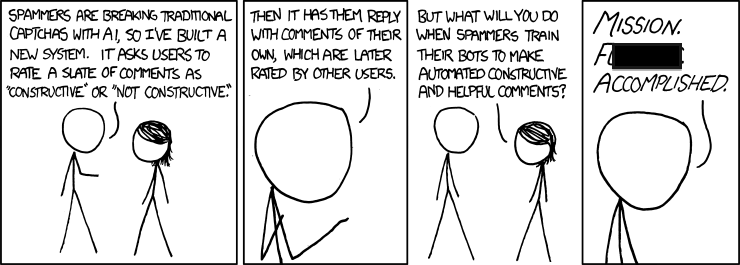 SPAMMERS ARE BREAKING TRADITIONAL
CAPTCHAS WITH AI, SO I'VE BUILT A
NEW SYSTEM. IT ASKS USERS TO
RATE A SLATE OF COMMENTS AS
"CONSTRUCTIVE" OR "NOT CONSTRUCTIVE."
THEN IT HAS THEM REPLY
WITH COMMENTS OF THEIR
OWN, WHICH ARE LATER
RATED BY OTHER USERS.
BUT WHAT WILL YOU DO
WHEN SPAMMERS TRAIN
THEIR BOTS TO MAKE
AUTOMATED CONSTRUCTIVE
AND HELPFUL COMMENTS?
MISSION.
ACCOMPLISHED.